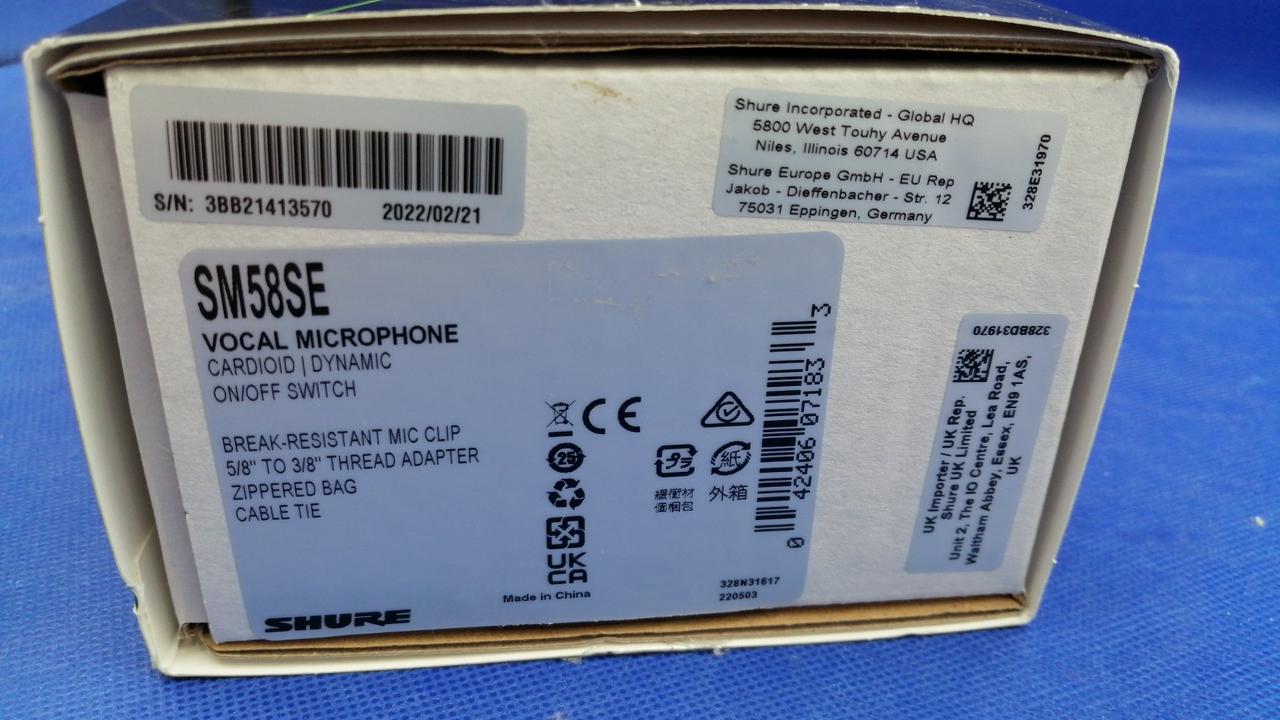 S/N: 3BB21413570 2022/02/21
Shure Incorporated - Global HQ
5800 West Touhy Avenue
Niles, Illinois 60714 USA
Shure Europe GmbH - EU Rep
Jakob - Dieffenbacher - Str. 12
75031 Eppingen, Germany
328E31970
SM58SE
VOCAL MICROPHONE
CARDIOID | DYNAMIC
ON/OFF SWITCH
BREAK-RESISTANT MIC CLIP
5/8" TO 3/8" THREAD ADAPTER
ZIPPERED BAG
CABLE TIE
SHURE
CE
25
プラ
紙
緩衝材
個梱包
外箱
UK
CA
Made in China
0 42406 07183 3
328N31617
220503
328BD31970
UK Importer / UK Rep.
Shure UK Limited
Unit 2, The IO Centre, Lea Road,
Waltham Abbey, Essex, EN9 1AS,
UK